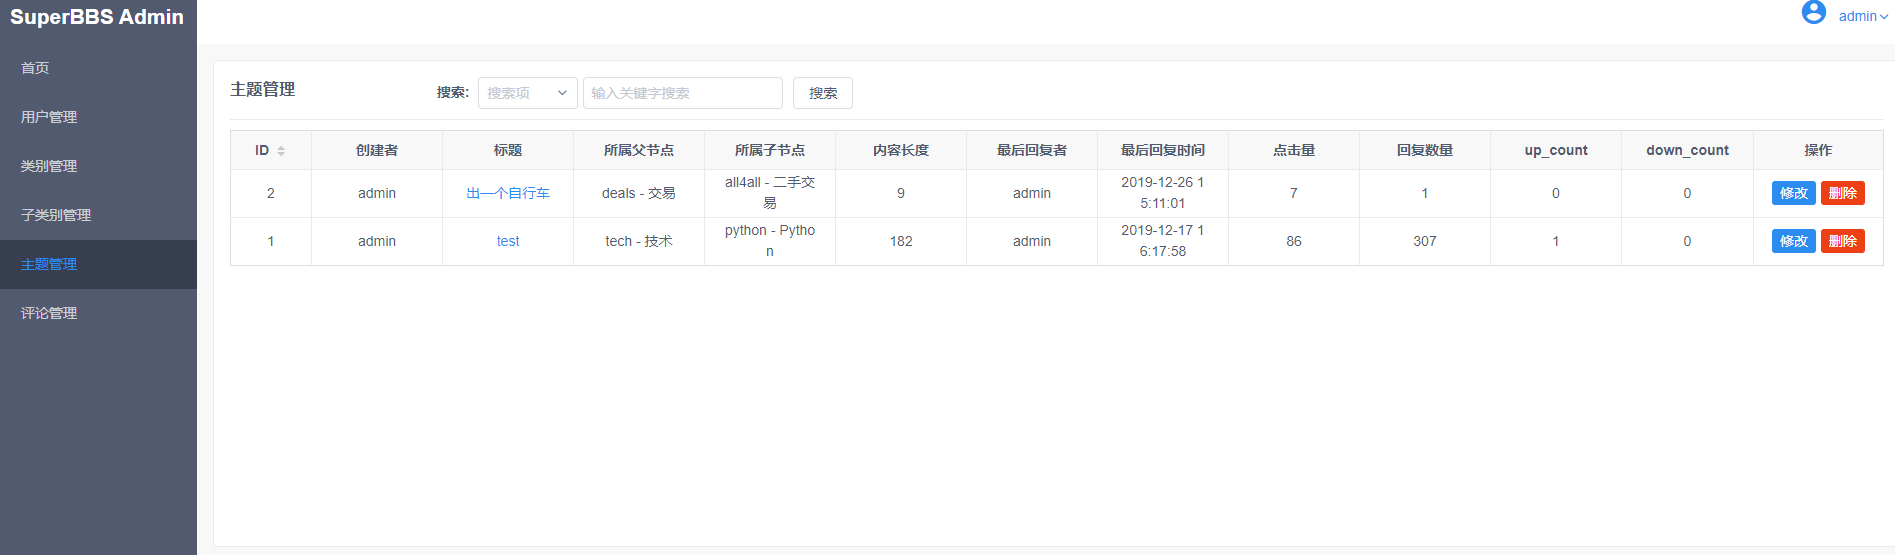 SuperBBS Admin
admin
首页
用户管理
类别管理
子类别管理
主题管理
评论管理
主题管理 搜索: 搜索项 输入关键字搜索 搜索
ID 创建者 标题 所属父节点 所属子节点 内容长度 最后回复者 最后回复时间 点击量 回复数量 up_count down_count 操作
2 admin 出一个自行车 deals - 交易 all4all - 二手交 9 admin 2019-12-26 1 7 1 0 0 修改 删除
易 5:11:01
1 admin test tech - 技术 python - Pytho 182 admin 2019-12-17 1 86 307 1 0 修改 删除
n 6:17:58